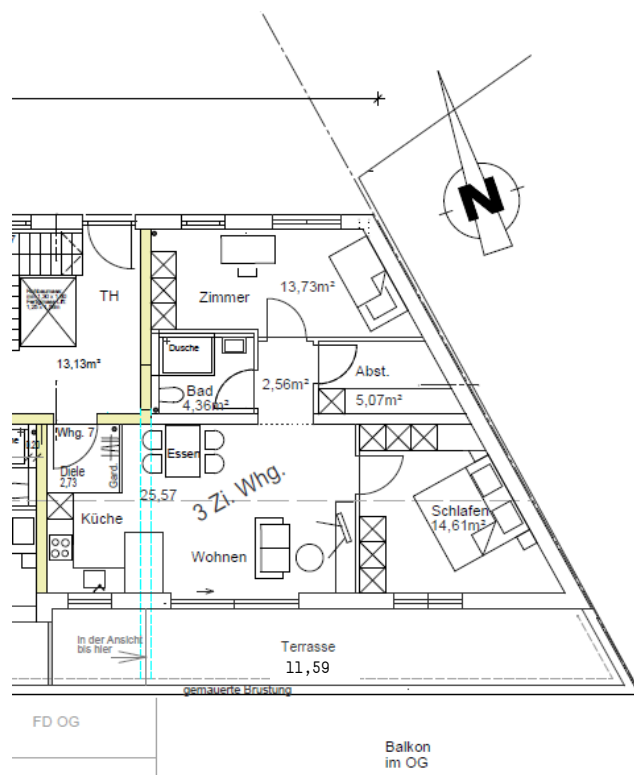 N
TH
Zimmer
13,73m²
13,13m²
Dusche
Bad
4,36m²
2,56m²
Abst.
5,07m²
Whg. 7
Diele
2,73
Gard.
Essen
25,57
3 Zi. Whg.
Küche
Wohnen
Schlafen
14,61m²
In der Ansicht
bis hier
Terrasse
11,59
gemauerte Brüstung
FD OG
Balkon
im OG